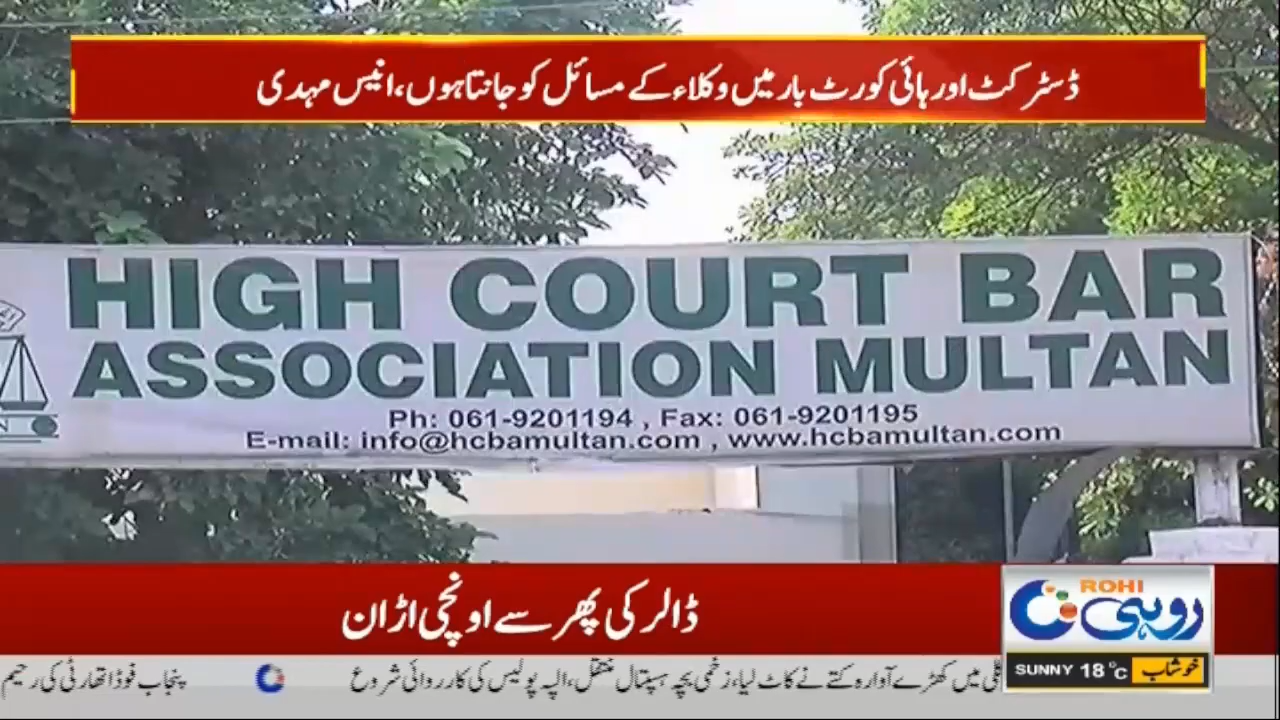 ڈسٹرکٹ اور ہائی کورٹ بار میں وکلاء کے مسائل کو جانتا ہوں، انیس مہدی
HIGH COURT BAR
ASSOCIATION MULTAN
Ph: 061-9201194 , Fax: 061-9201195
E-mail: info@hcbamultan.com , www.hcbamultan.com
ڈالر کی پھر سے اونچی اڑان
ROHI
روہی
SUNNY 18°C خوشاب
گلی میں کھڑے آوارہ کتے نے کاٹ لیا، زخمی بچہ ہسپتال منتقل، الپہ پولیس کی کارروائی شروع
پنجاب فوڈ اتھارٹی کی رحیم